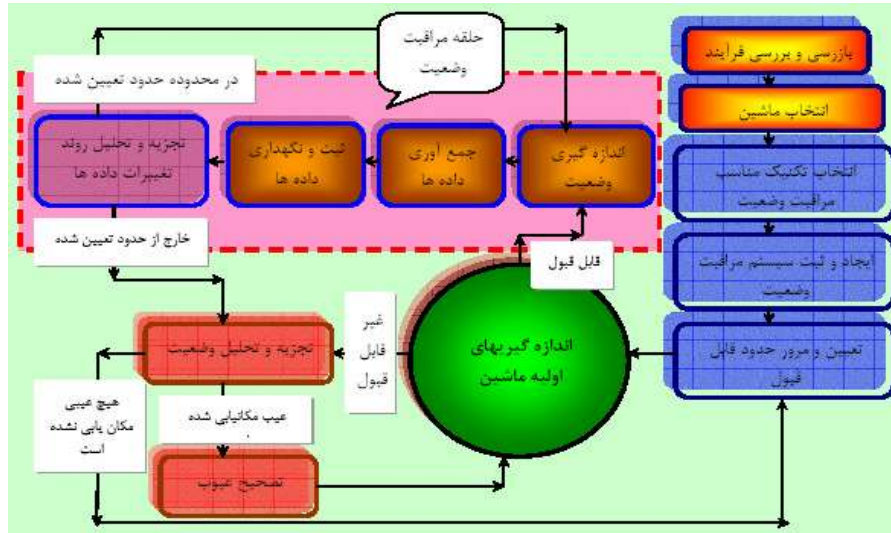 حلقه مراقبت
وضعیت
در محدوده حدود تعیین شده
بازرسی و بررسی فرآیند
انتخاب ماشین
انتخاب تکنیک مناسب
مراقبت وضعیت
ایجاد و ثبت سیستم مراقبت
وضعیت
تعیین و مرور حدود قابل
قبول
اندازه گیری
وضعیت
جمع آوری
داده ها
ثبت و نگهداری
داده ها
تجزیه و تحلیل روند
تغییرات داده ها
خارج از حدود تعیین شده
قابل قبول
اندازه گیریهای
اولیه ماشین
غیر
قابل
قبول
تجزیه و تحلیل وضعیت
عیب مکانیابی شده
هیچ عیبی
مکان یابی نشده
است
تصحیح عیوب